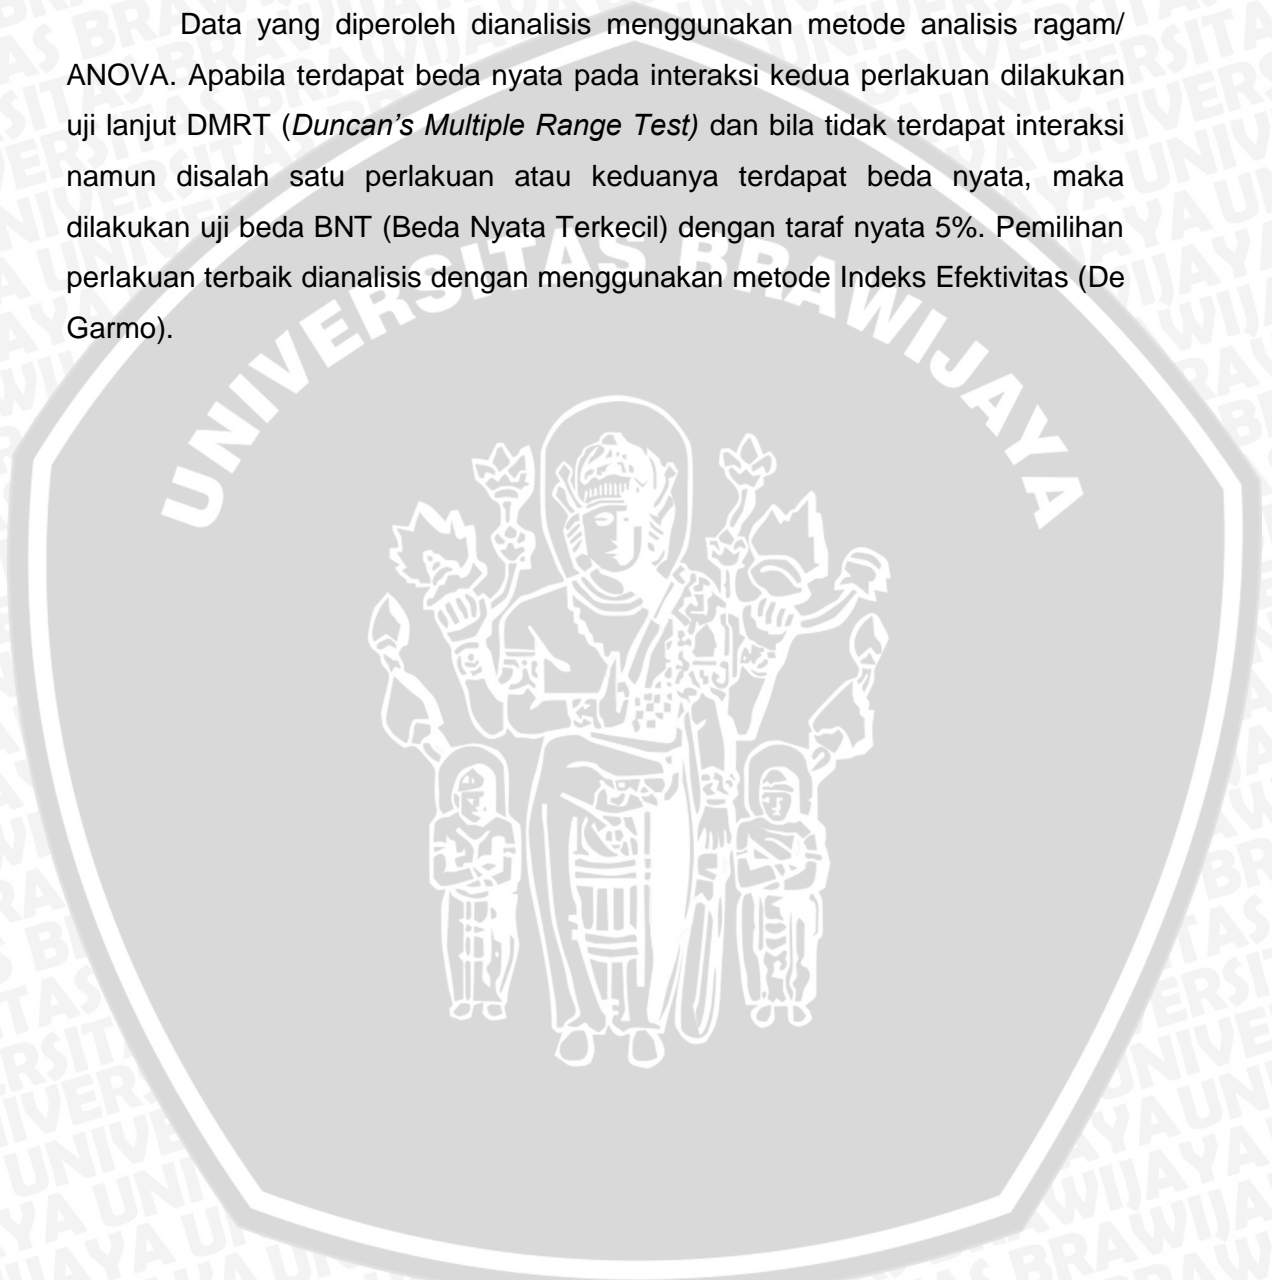 Data yang diperoleh dianalisis menggunakan metode analisis ragam/
ANOVA. Apabila terdapat beda nyata pada interaksi kedua perlakuan dilakukan
uji lanjut DMRT (Duncan's Multiple Range Test) dan bila tidak terdapat interaksi
namun disalah satu perlakuan atau keduanya terdapat beda nyata, maka
dilakukan uji beda BNT (Beda Nyata Terkecil) dengan taraf nyata 5%. Pemilihan
perlakuan terbaik dianalisis dengan menggunakan metode Indeks Efektivitas (De
Garmo).
UNIVERSITAS BRAWIJAYA